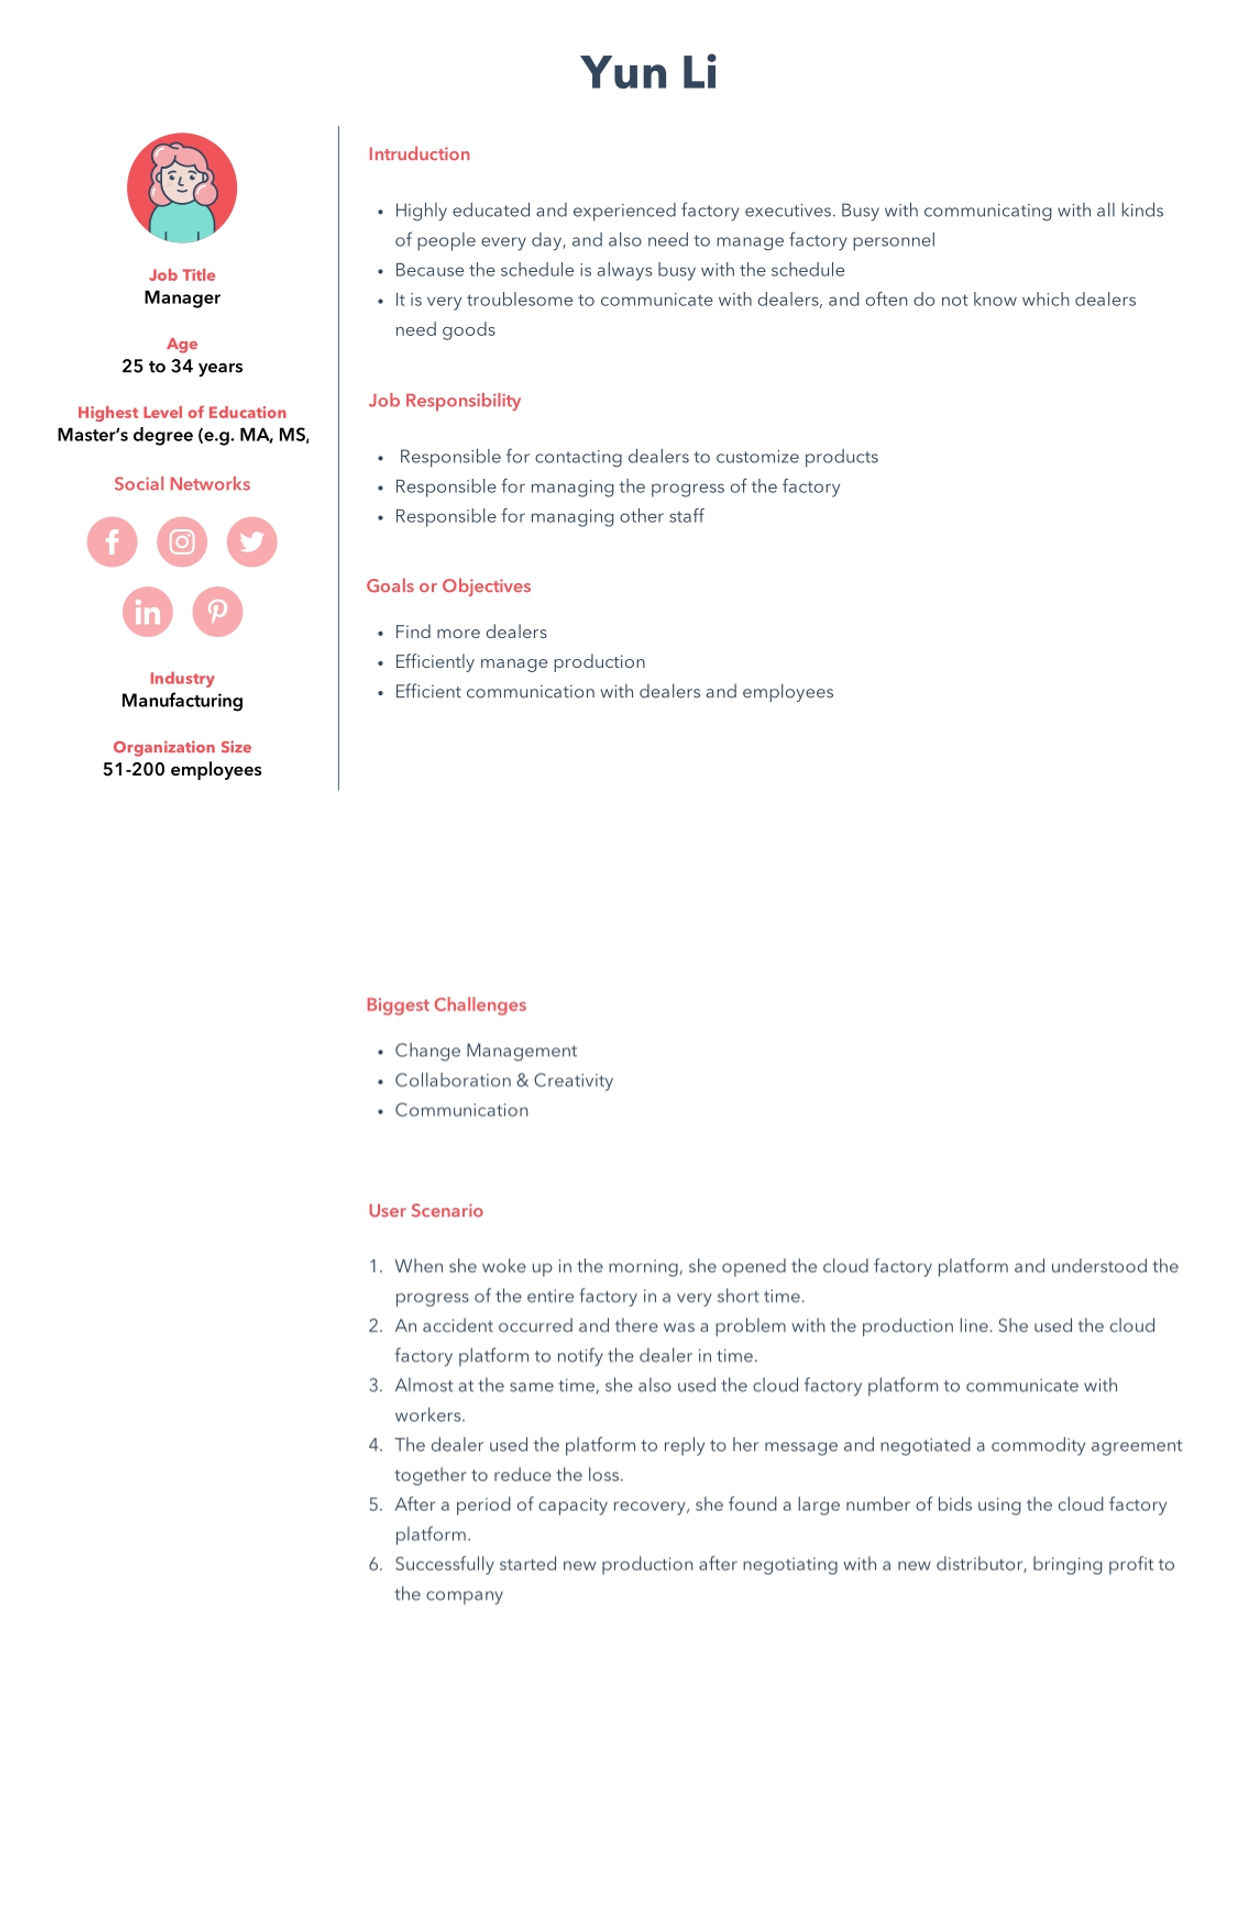 Yun Li
Job Title
Manager
Age
25 to 34 years
Highest Level of Education
Master's degree (e.g. MA, MS,
Social Networks
Industry
Manufacturing
Organization Size
51-200 employees
Intruduction
• Highly educated and experienced factory executives. Busy with communicating with all kinds
of people every day, and also need to manage factory personnel
• Because the schedule is always busy with the schedule
• It is very troublesome to communicate with dealers, and often do not know which dealers
need goods
Job Responsibility
• Responsible for contacting dealers to customize products
• Responsible for managing the progress of the factory
• Responsible for managing other staff
Goals or Objectives
• Find more dealers
• Efficiently manage production
• Efficient communication with dealers and employees
Biggest Challenges
• Change Management
• Collaboration & Creativity
• Communication
User Scenario
1. When she woke up in the morning, she opened the cloud factory platform and understood the
progress of the entire factory in a very short time.
2. An accident occurred and there was a problem with the production line. She used the cloud
factory platform to notify the dealer in time.
3. Almost at the same time, she also used the cloud factory platform to communicate with
workers.
4. The dealer used the platform to reply to her message and negotiated a commodity agreement
together to reduce the loss.
5. After a period of capacity recovery, she found a large number of bids using the cloud factory
platform.
6. Successfully started new production after negotiating with a new distributor, bringing profit to
the company